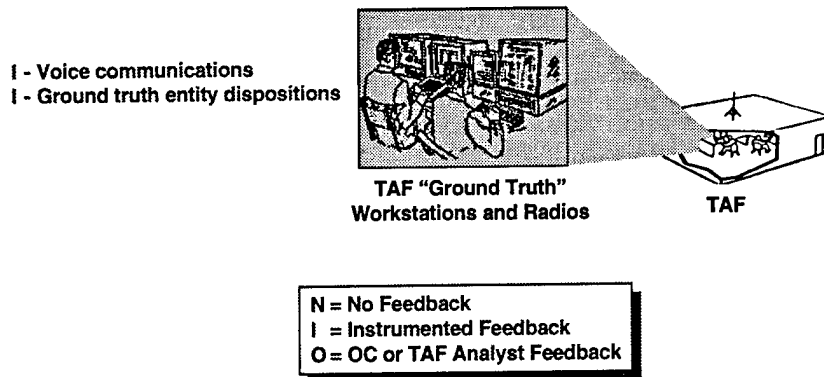 I - Voice communications
I - Ground truth entity dispositions
TAF “Ground Truth”
Workstations and Radios
TAF
N = No Feedback
I = Instrumented Feedback
O = OC or TAF Analyst Feedback